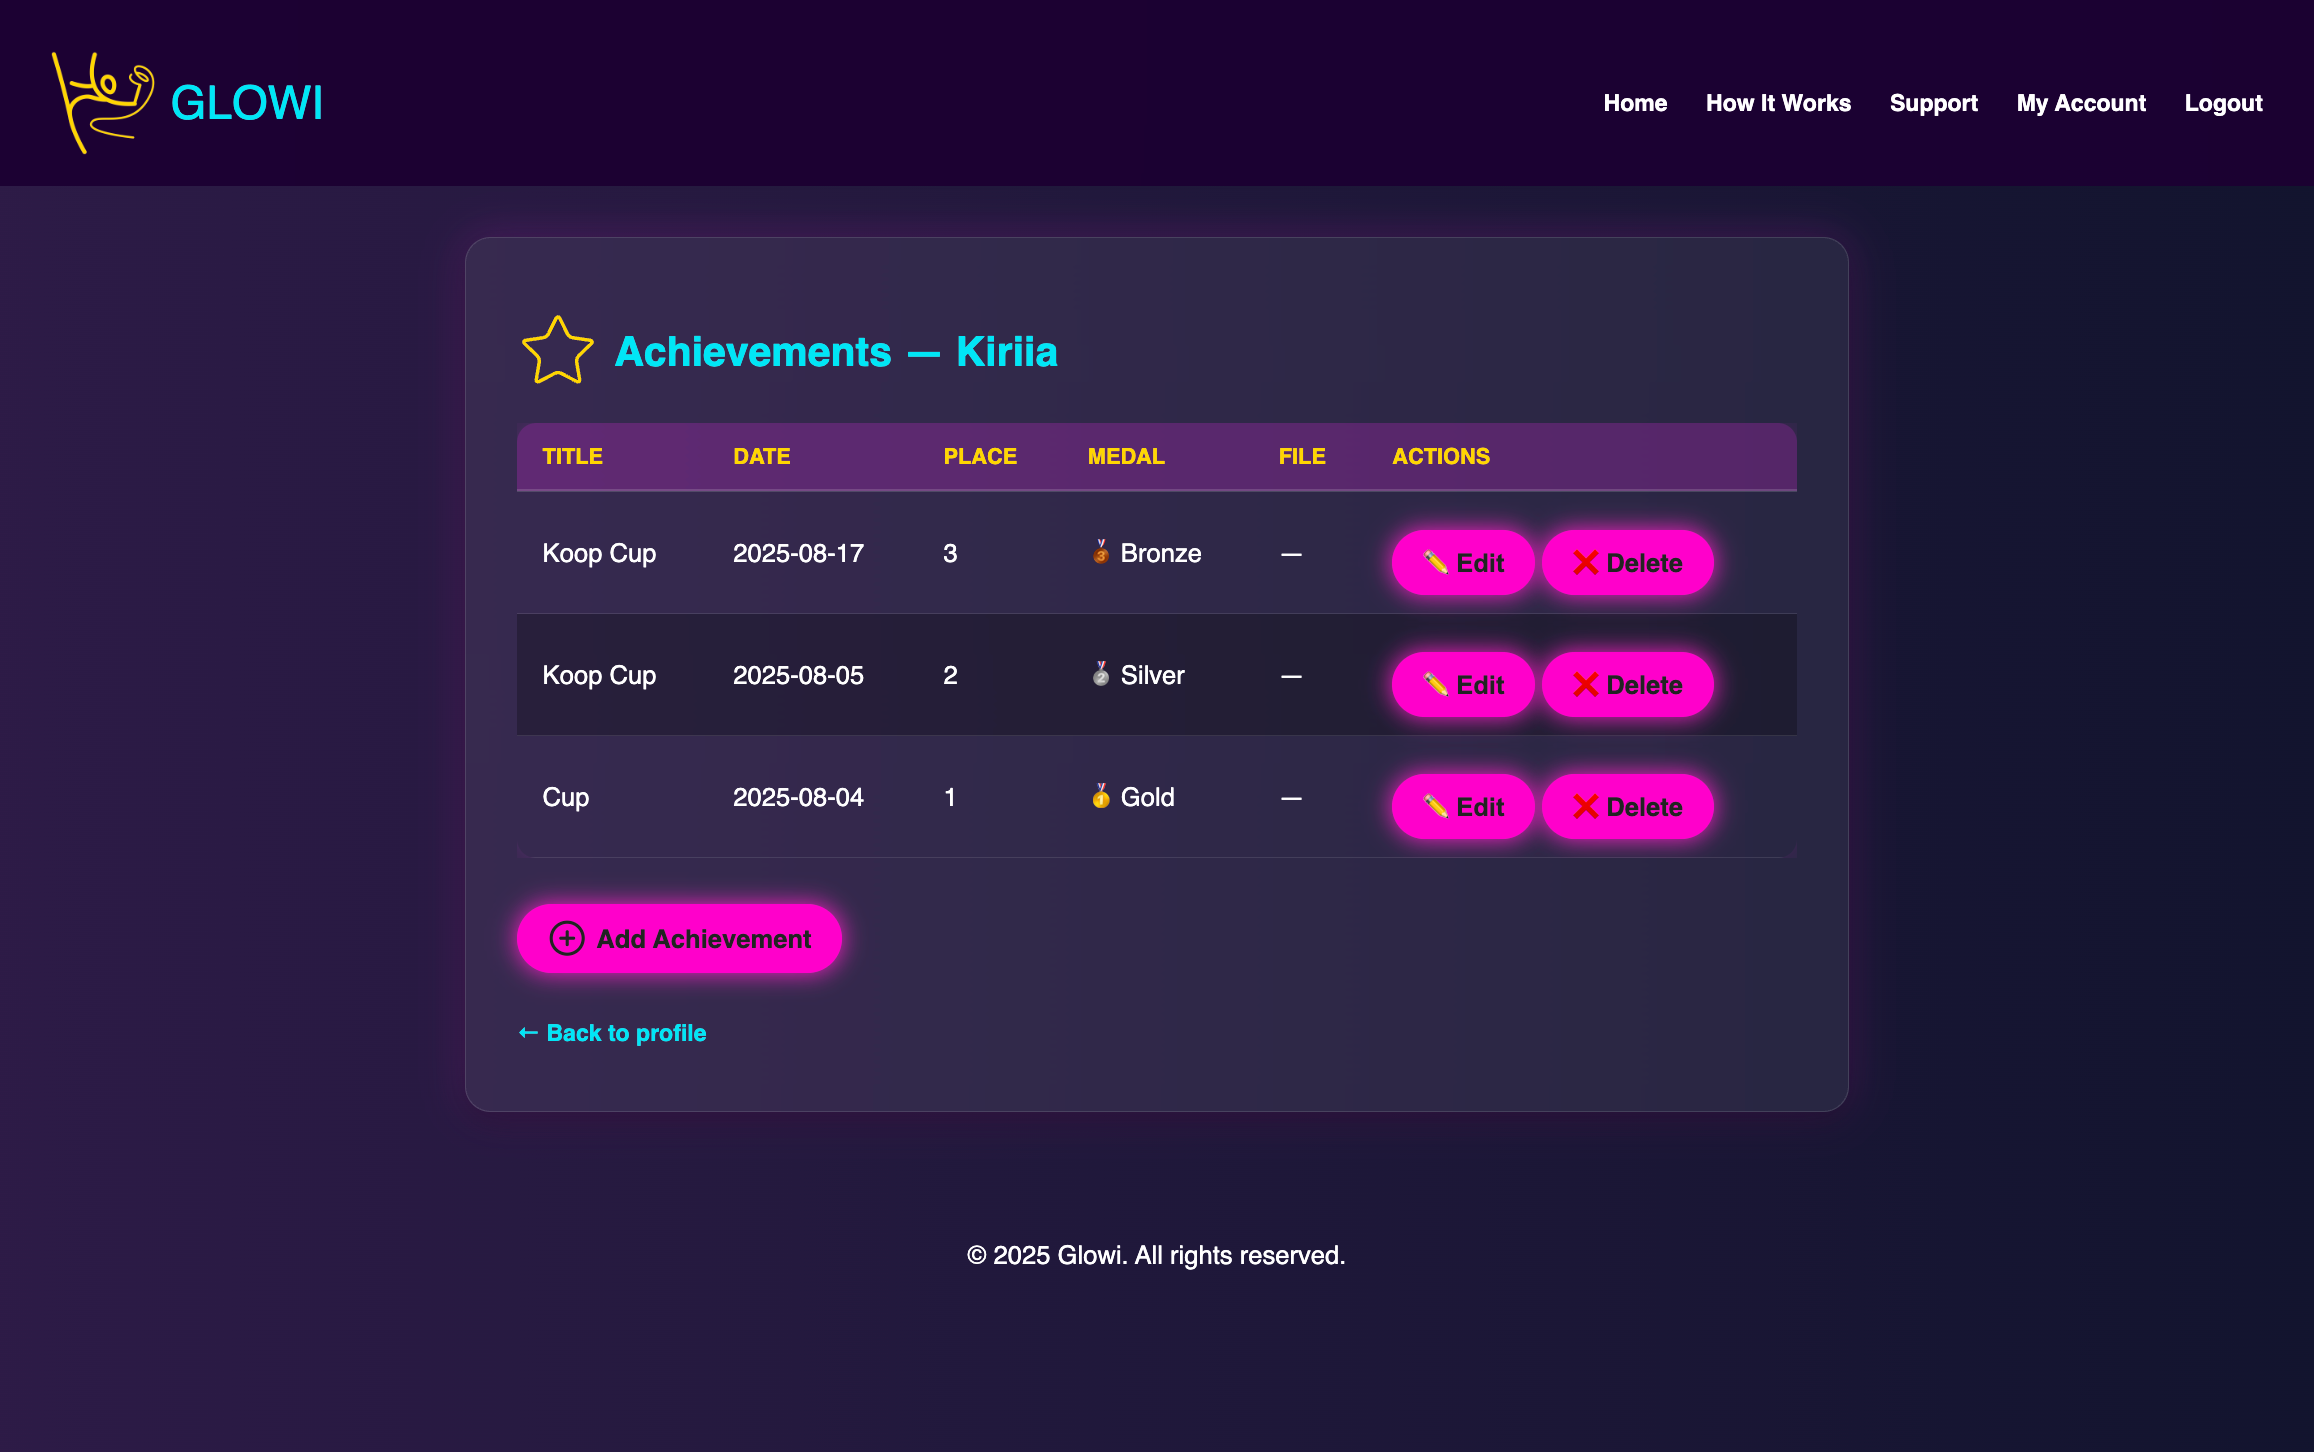 GLOWI
Home How It Works Support My Account Logout
Achievements — Kiriia
TITLE DATE PLACE MEDAL FILE ACTIONS
Koop Cup 2025-08-17 3 🥉 Bronze — ✏️ Edit ❌ Delete
Koop Cup 2025-08-05 2 🥈 Silver — ✏️ Edit ❌ Delete
Cup 2025-08-04 1 🥇 Gold — ✏️ Edit ❌ Delete
Add Achievement
← Back to profile
© 2025 Glowi. All rights reserved.